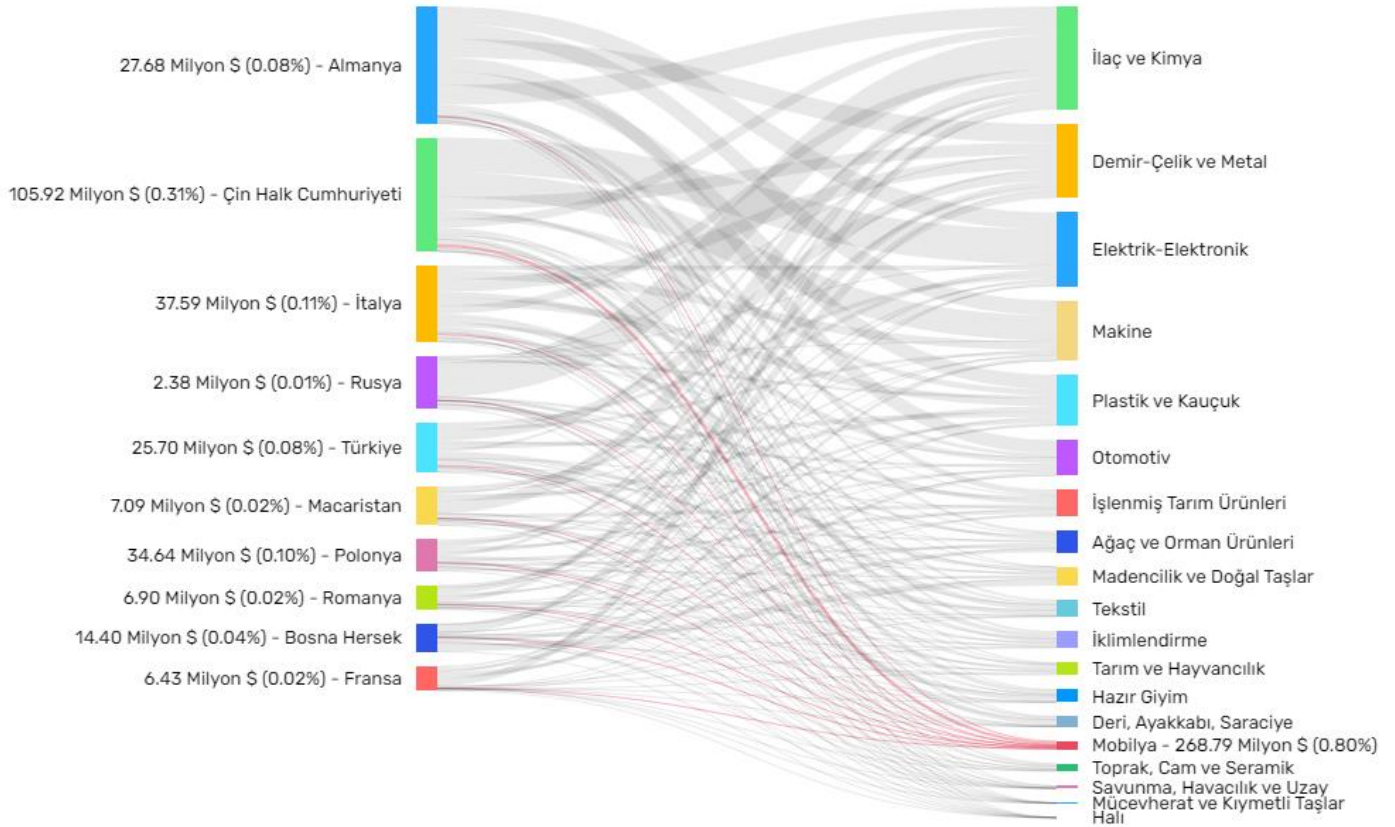 27.68 Milyon $ (0.08%) - Almanya
105.92 Milyon $ (0.31%) - Çin Halk Cumhuriyeti
37.59 Milyon $ (0.11%) - İtalya
2.38 Milyon $ (0.01%) - Rusya
25.70 Milyon $ (0.08%) - Türkiye
7.09 Milyon $ (0.02%) - Macaristan
34.64 Milyon $ (0.10%) - Polonya
6.90 Milyon $ (0.02%) - Romanya
14.40 Milyon $ (0.04%) - Bosna Hersek
6.43 Milyon $ (0.02%) - Fransa
İlaç ve Kimya
Demir-Çelik ve Metal
Elektrik-Elektronik
Makine
Plastik ve Kauçuk
Otomotiv
İşlenmiş Tarım Ürünleri
Ağaç ve Orman Ürünleri
Madencilik ve Doğal Taşlar
Tekstil
İklimlendirme
Tarım ve Hayvancılık
Hazır Giyim
Deri, Ayakkabı, Saraciye
Mobilya - 268.79 Milyon $ (0.80%)
Toprak, Cam ve Seramik
Savunma, Havacılık ve Uzay
Mücevherat ve Kıymetli Taşlar
Halı